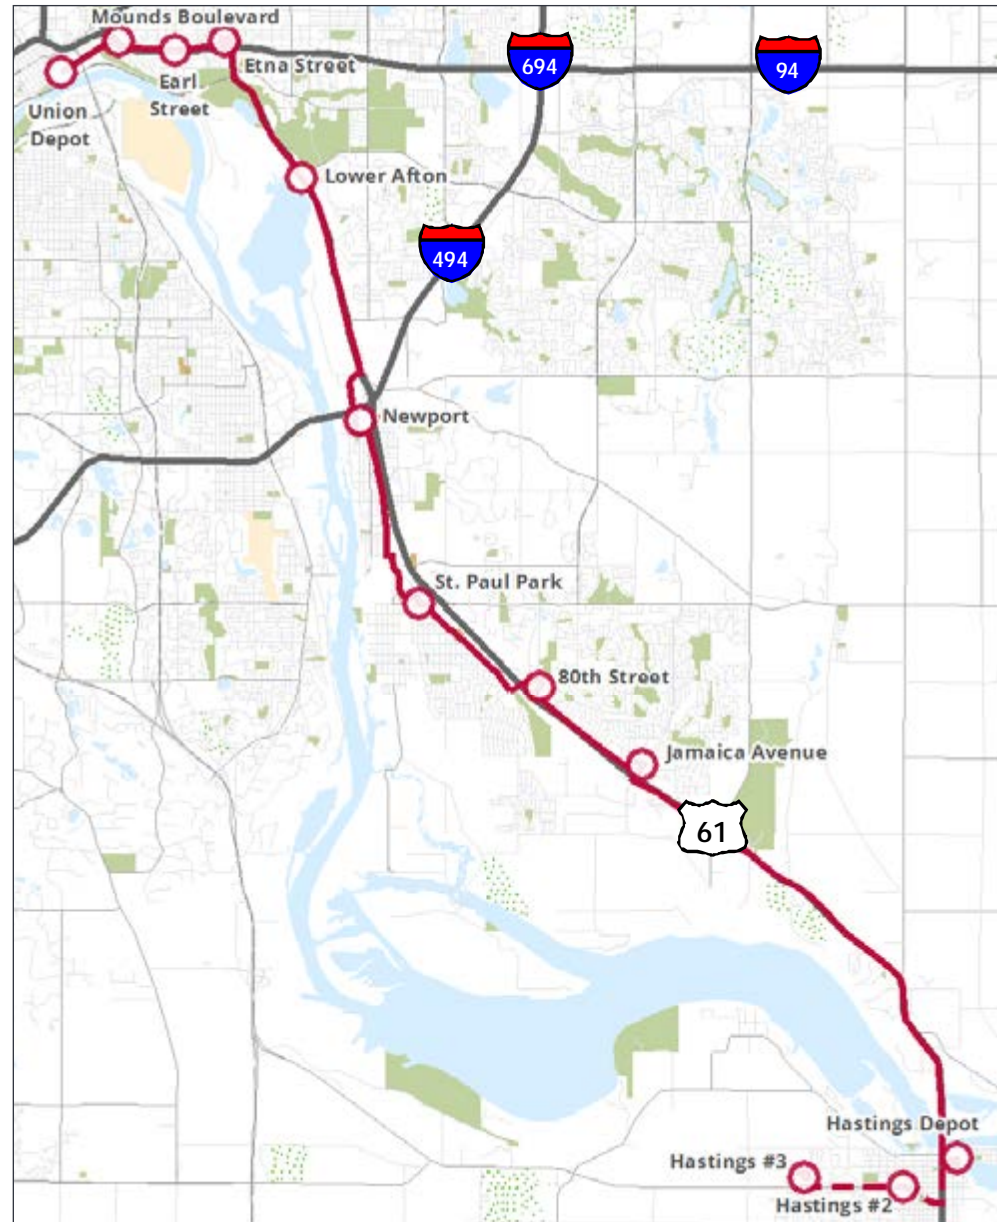 Mounds Boulevard
Etna Street
Earl
Street
Union
Depot
694
94
Lower Afton
494
Newport
St. Paul Park
80th Street
Jamaica Avenue
61
Hastings Depot
Hastings #3
Hastings #2